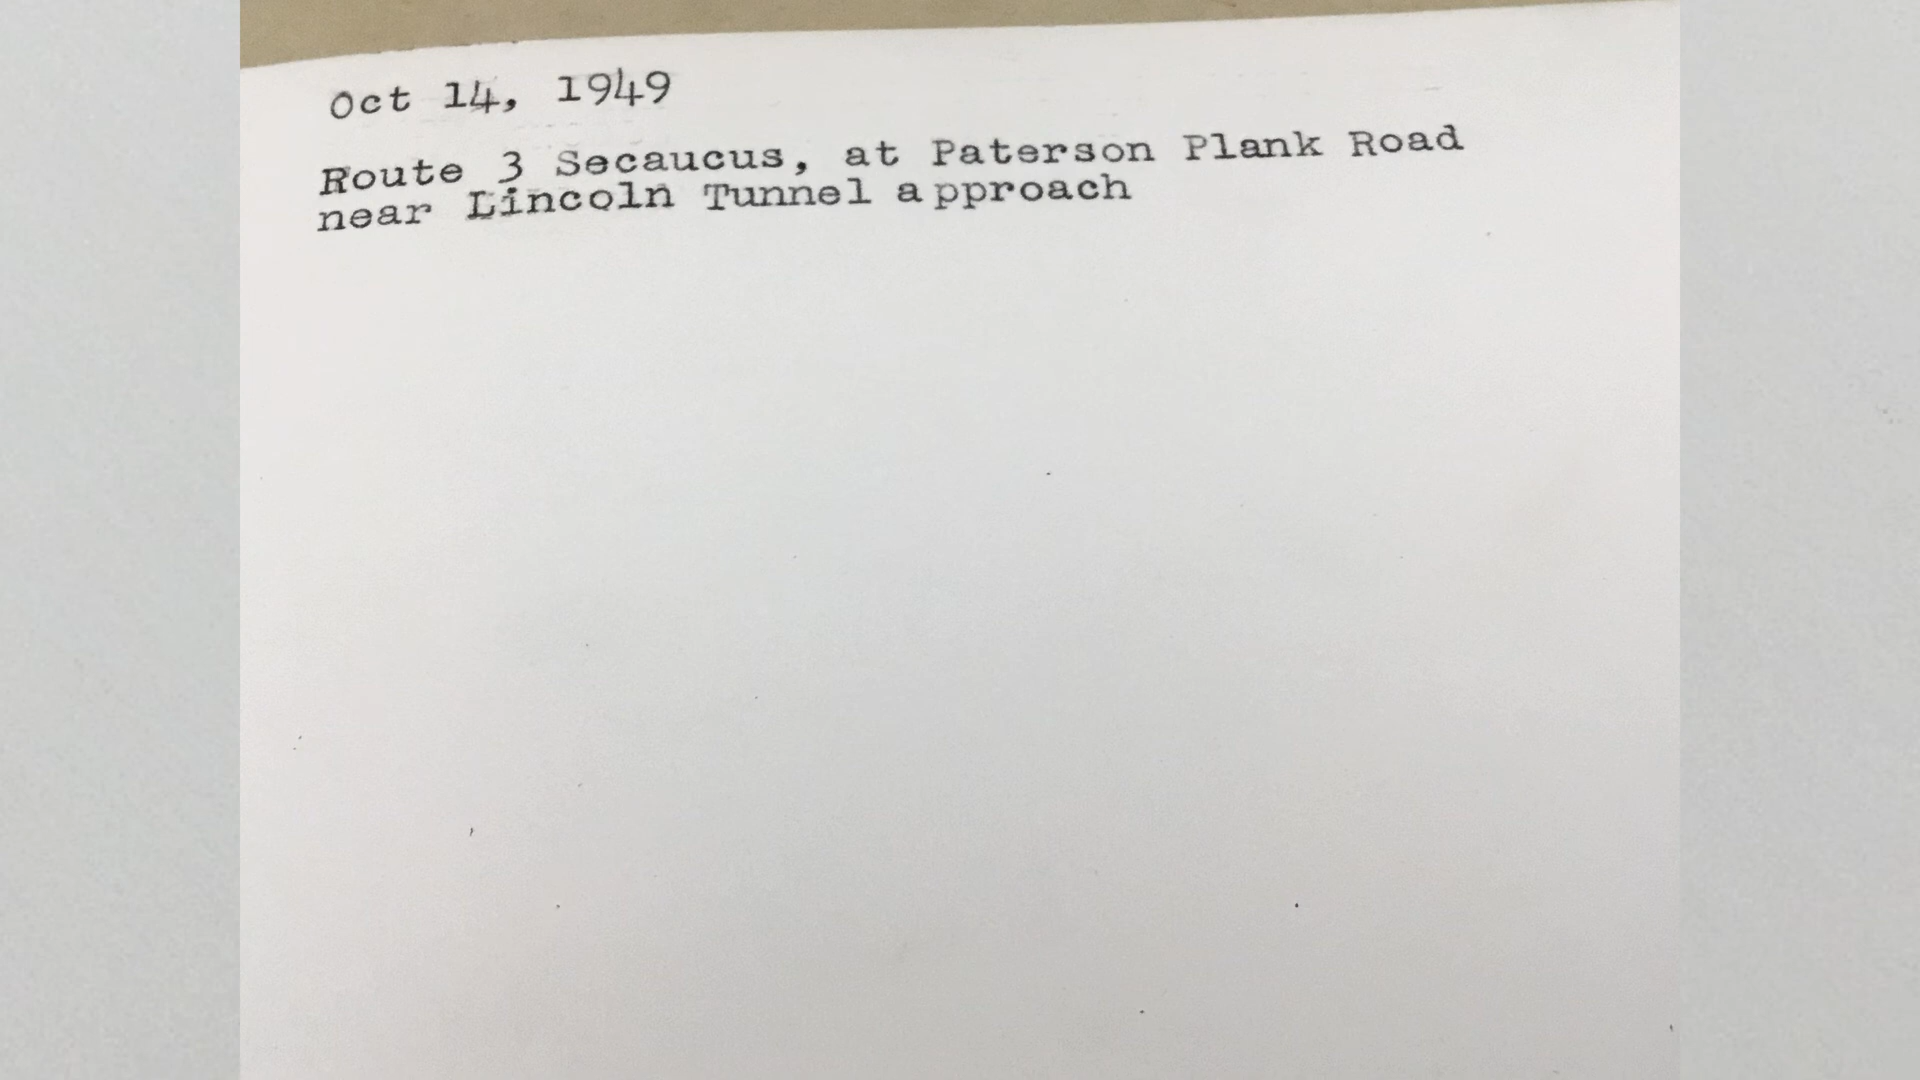 Oct 14, 1949
Route 3 Secaucus, at Paterson Plank Road
near Lincoln Tunnel approach